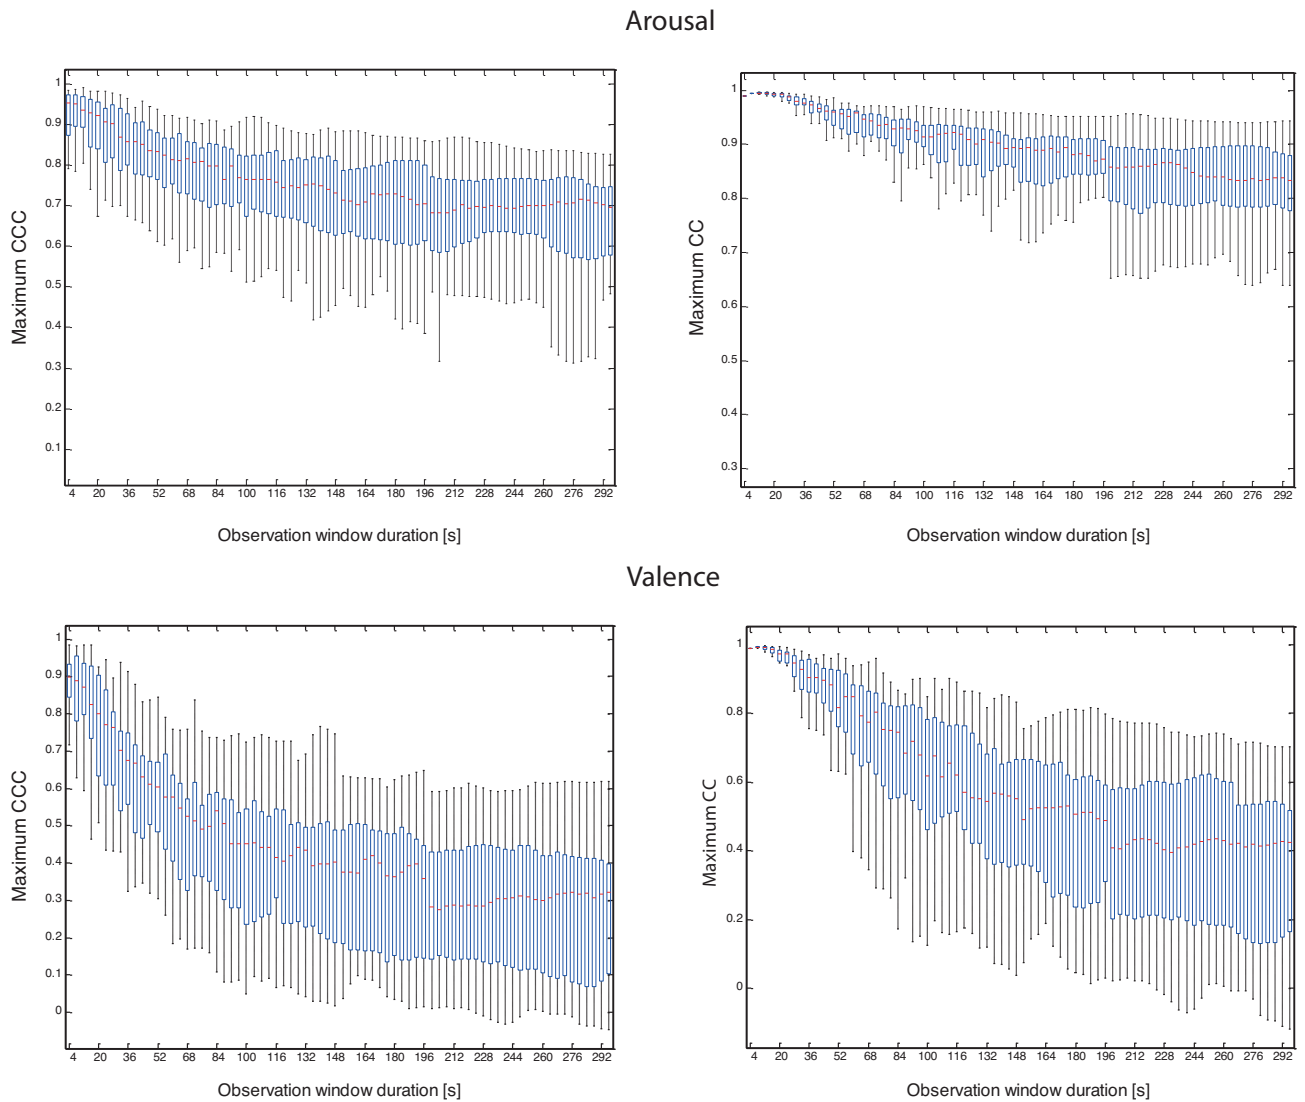 Arousal
Maximum CCC
1
0.9
0.8
0.7
0.6
0.5
0.4
0.3
0.2
0.1
4 20 36 52 68 84 100 116 132 148 164 180 196 212 228 244 260 276 292
Observation window duration [s]
Maximum CC
1
0.9
0.8
0.7
0.6
0.5
0.4
0.3
4 20 36 52 68 84 100 116 132 148 164 180 196 212 228 244 260 276 292
Observation window duration [s]
Valence
Maximum CCC
1
0.9
0.8
0.7
0.6
0.5
0.4
0.3
0.2
0.1
0
4 20 36 52 68 84 100 116 132 148 164 180 196 212 228 244 260 276 292
Observation window duration [s]
Maximum CC
1
0.8
0.6
0.4
0.2
0
4 20 36 52 68 84 100 116 132 148 164 180 196 212 228 244 260 276 292
Observation window duration [s]